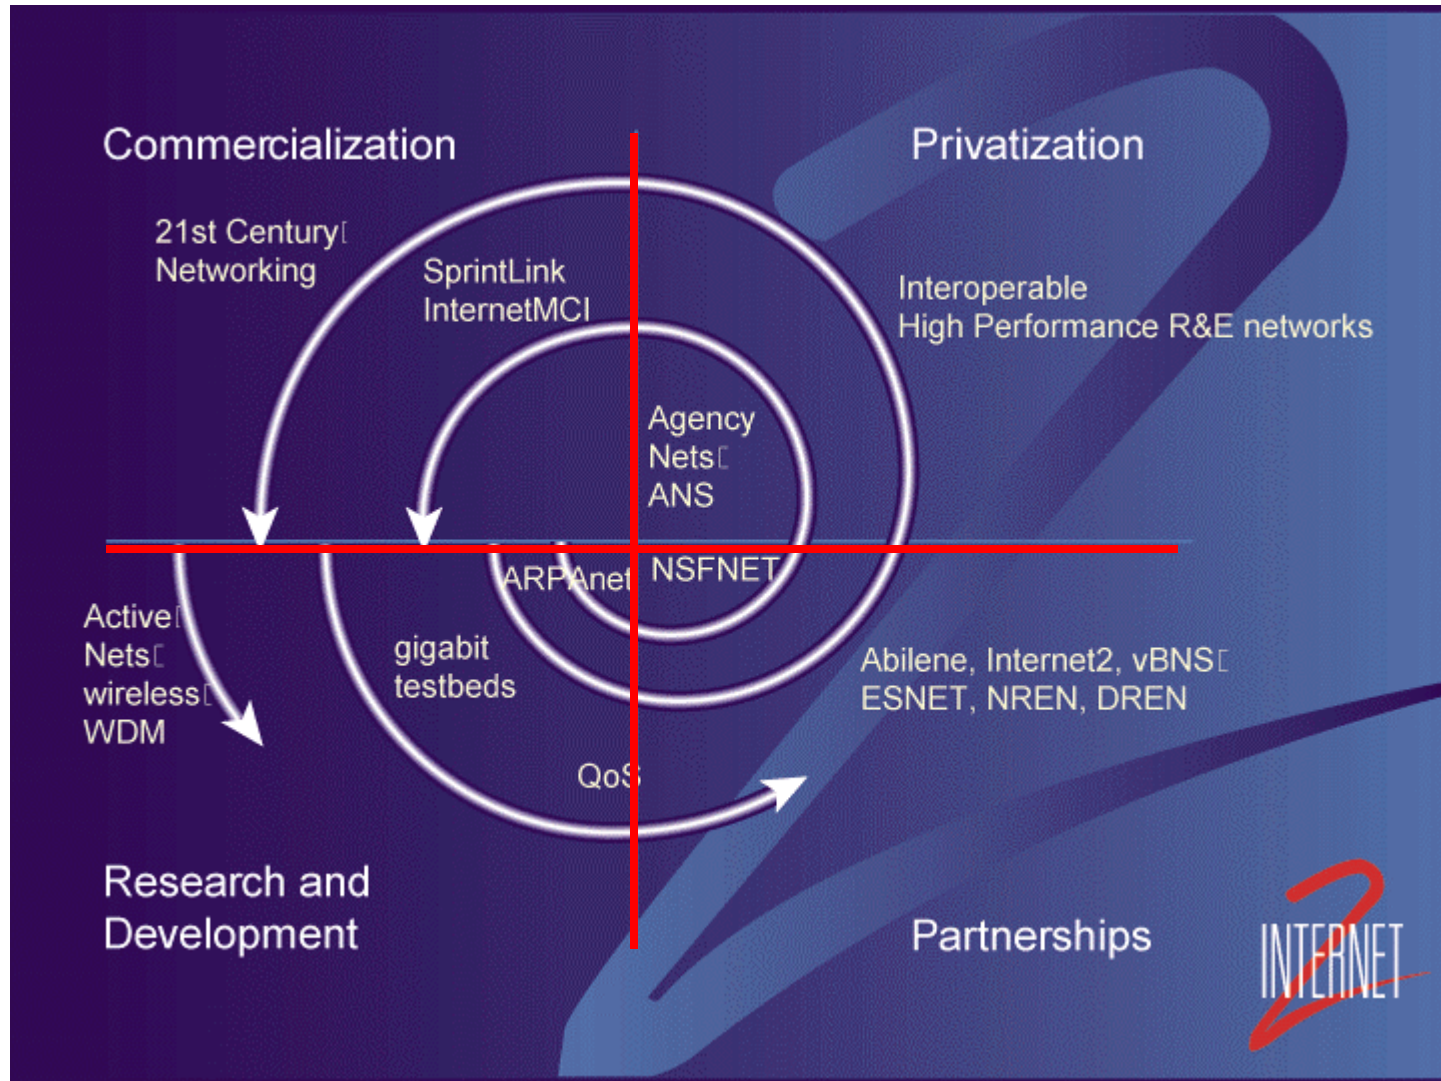 Commercialization
Privatization
21st Century
Networking
SprintLink
InternetMCI
Interoperable
High Performance R&E networks
Agency
Nets
ANS
ARPAnet
NSFNET
Active
Nets
wireless
WDM
gigabit
testbeds
Abilene, Internet2, vBNS
ESNET, NREN, DREN
QoS
Research and
Development
Partnerships
INTERNET
2